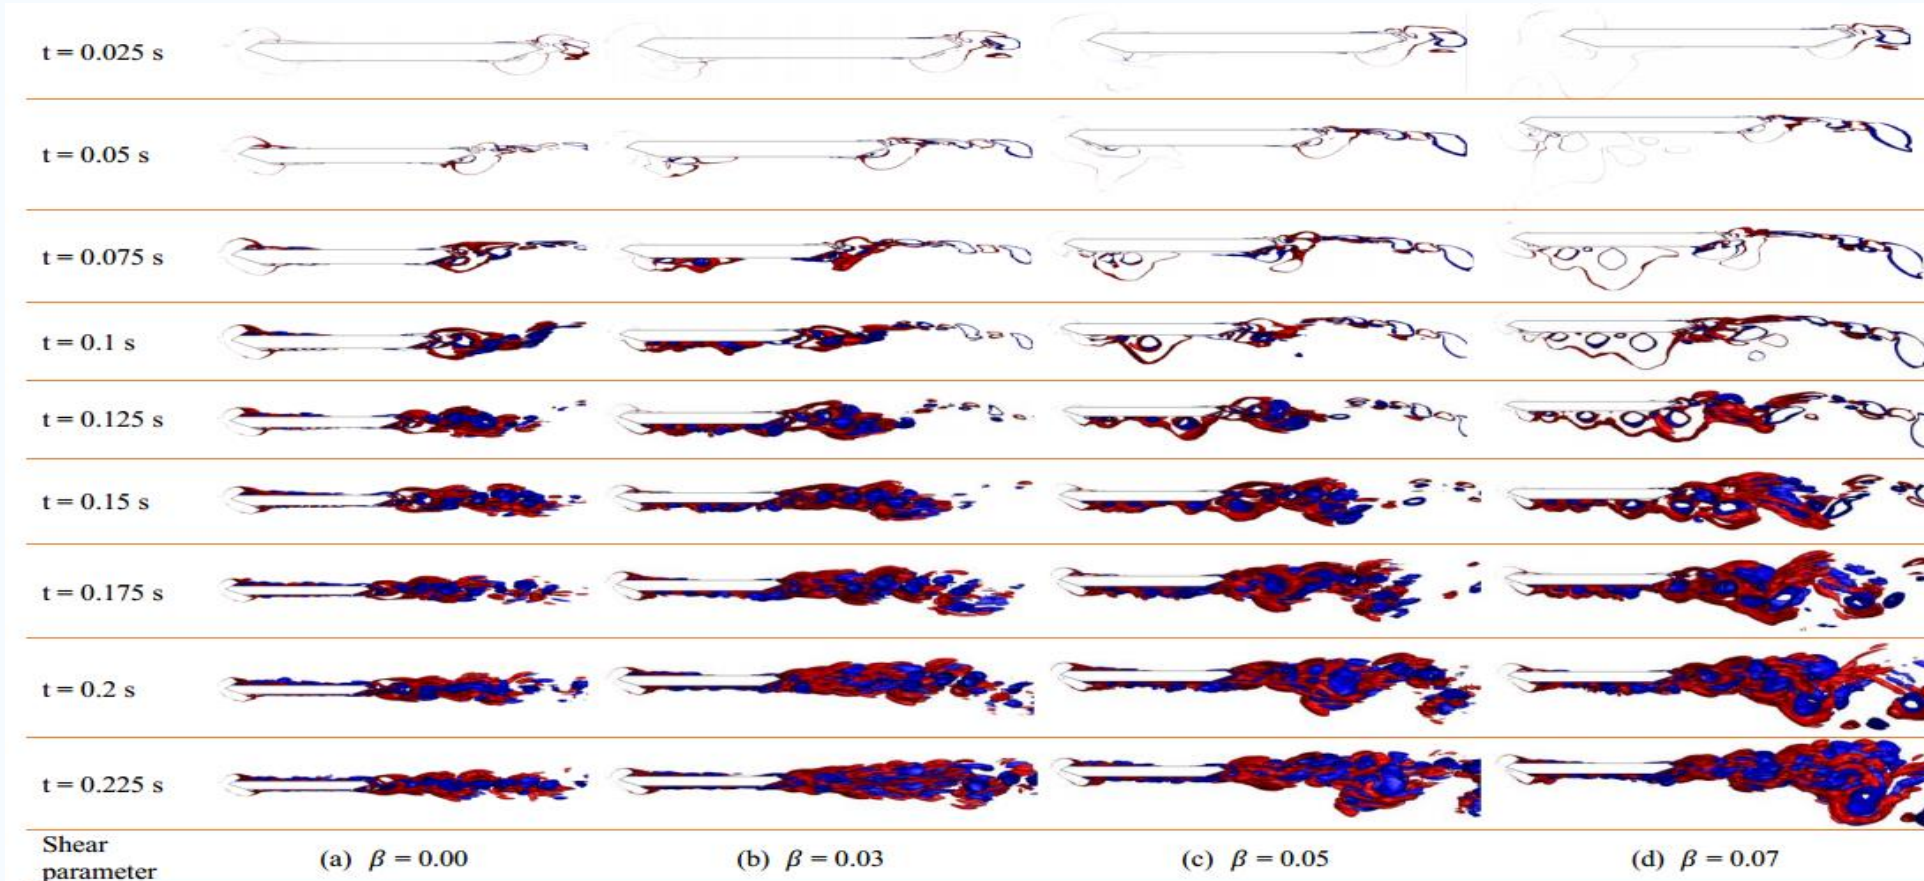 t = 0.025 s
t = 0.05 s
t = 0.075 s
t = 0.1 s
t = 0.125 s
t = 0.15 s
t = 0.175 s
t = 0.2 s
t = 0.225 s
Shear
parameter
(a) β = 0.00
(b) β = 0.03
(c) β = 0.05
(d) β = 0.07